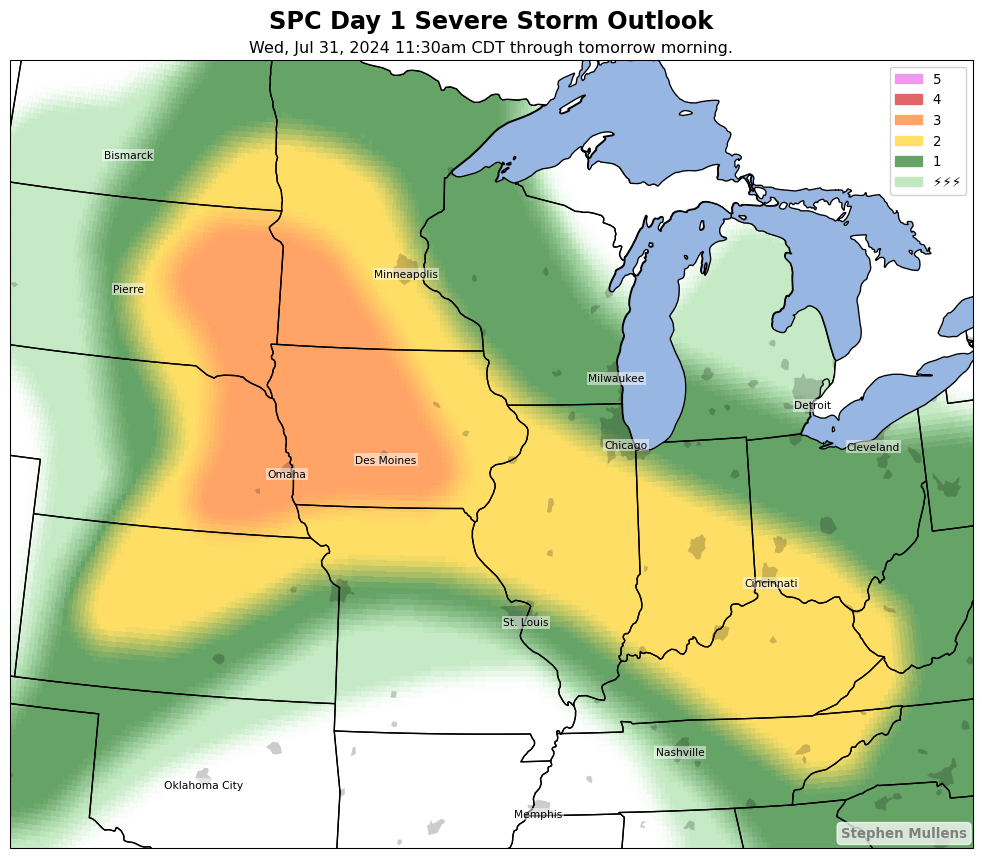 SPC Day 1 Severe Storm Outlook
Wed, Jul 31, 2024 11:30am CDT through tomorrow morning.
5
4
3
2
1
⚡⚡⚡
Bismarck
Minneapolis
Pierre
Milwaukee
Detroit
Chicago
Cleveland
Des Moines
Omaha
Cincinnati
St. Louis
Nashville
Oklahoma City
Memphis
Stephen Mullens